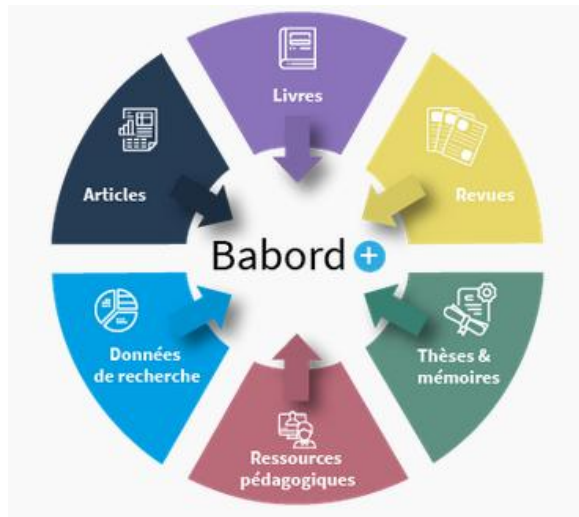 Livres
Articles
Revues
Babord +
Données
de recherche
Thèses &
mémoires
Ressources
pédagogiques